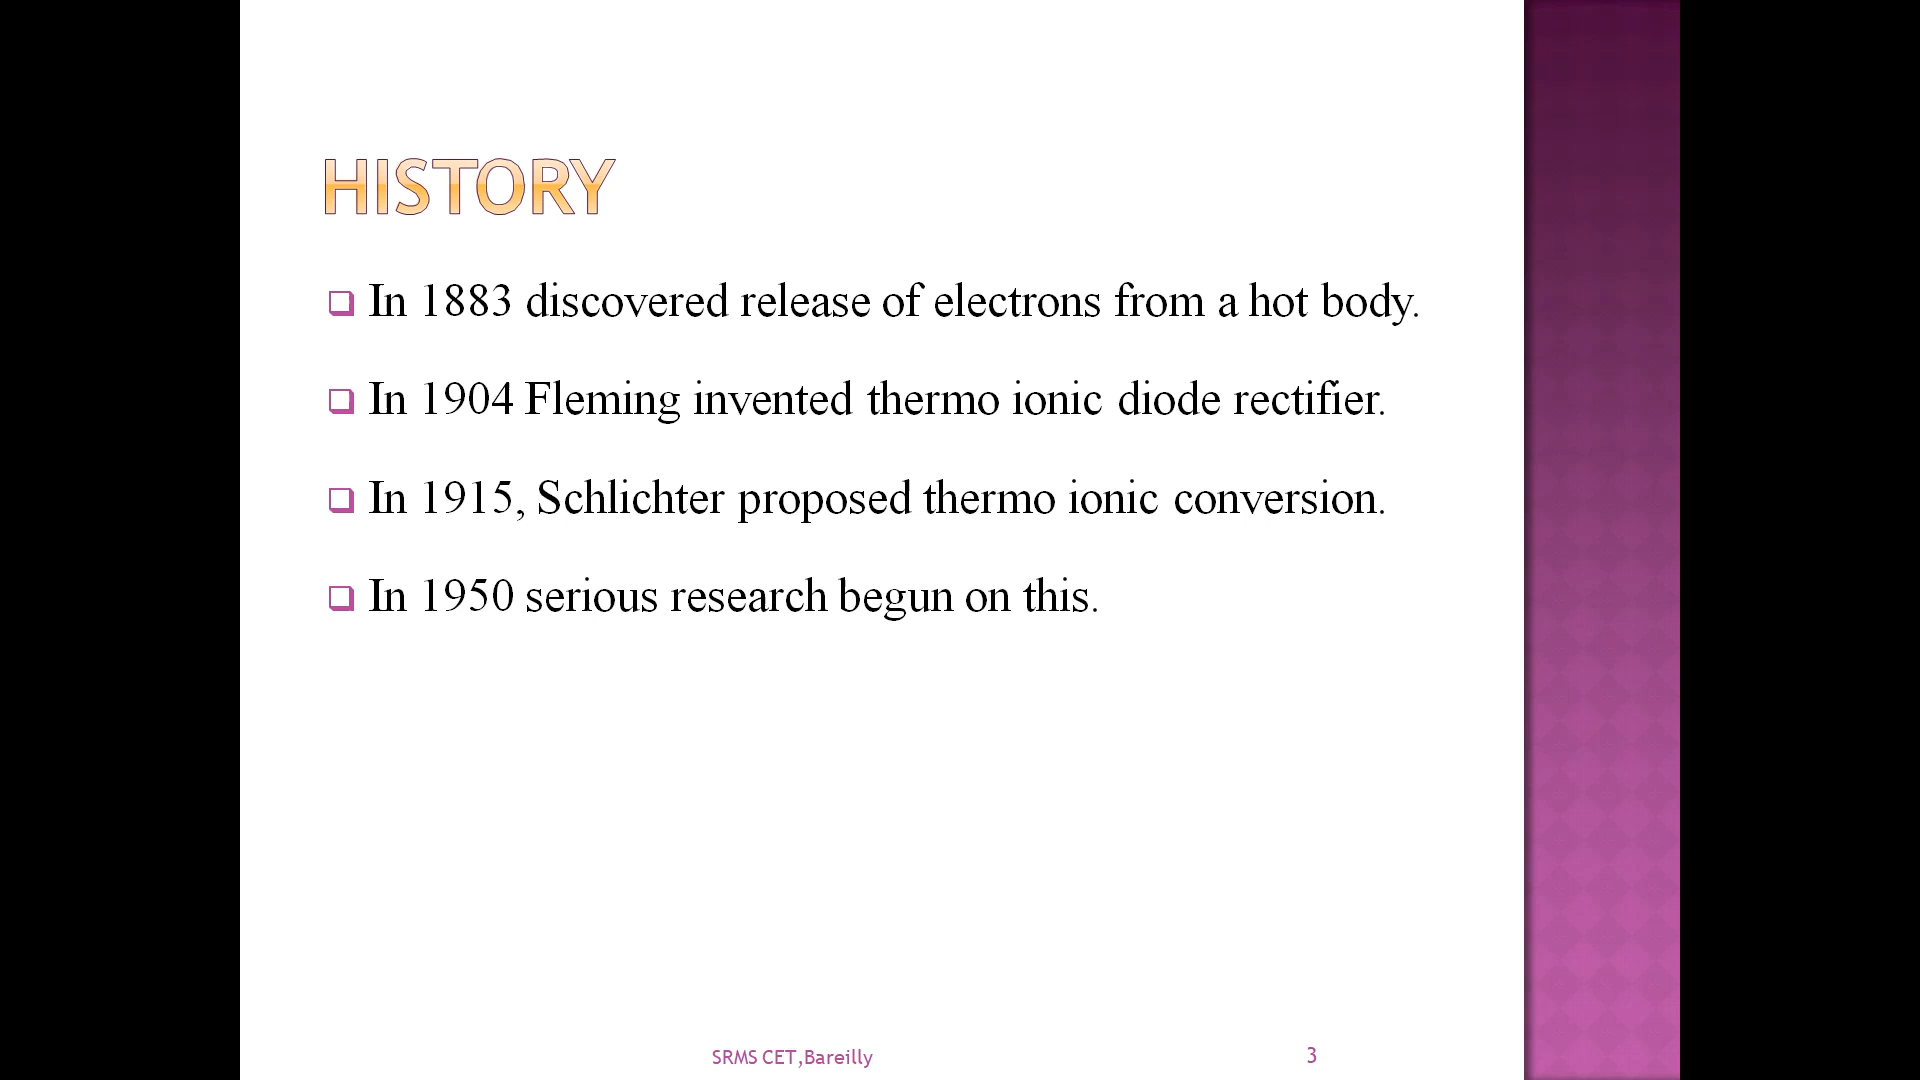 HISTORY
In 1883 discovered release of electrons from a hot body.
In 1904 Fleming invented thermo ionic diode rectifier.
In 1915, Schlichter proposed thermo ionic conversion.
In 1950 serious research begun on this.
SRMS CET,Bareilly
3